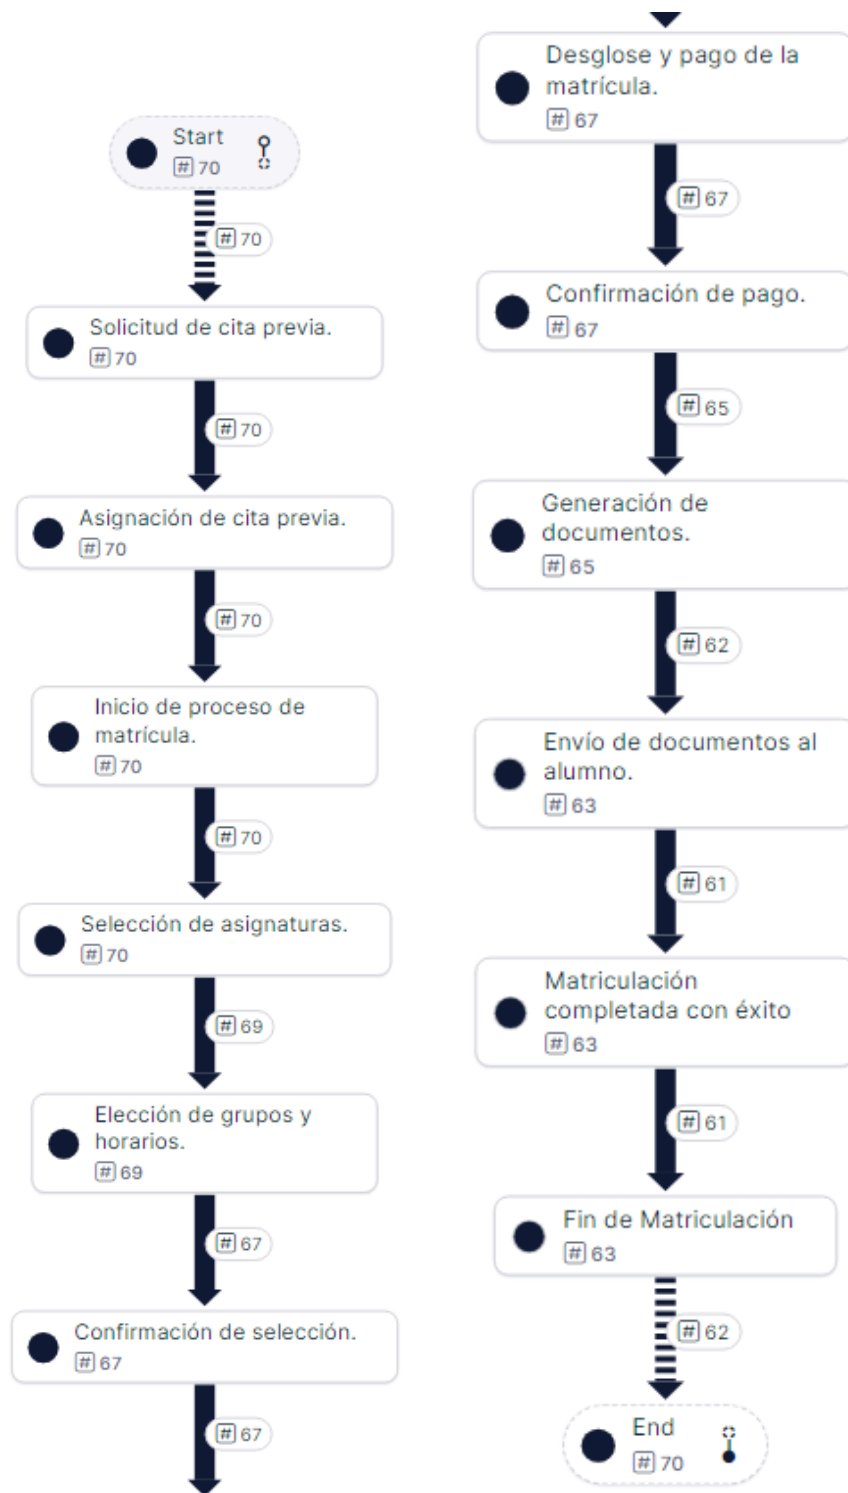 Start
# 70
# 70
Solicitud de cita previa.
# 70
# 70
Asignación de cita previa.
# 70
# 70
Inicio de proceso de
matrícula.
# 70
# 70
Selección de asignaturas.
# 70
# 69
Elección de grupos y
horarios.
# 69
# 67
Confirmación de selección.
# 67
# 67
Desglose y pago de la
matrícula.
# 67
# 67
Confirmación de pago.
# 67
# 65
Generación de
documentos.
# 65
# 62
Envío de documentos al
alumno.
# 63
# 61
Matriculación
completada con éxito
# 63
# 61
Fin de Matriculación
# 63
# 62
End
# 70